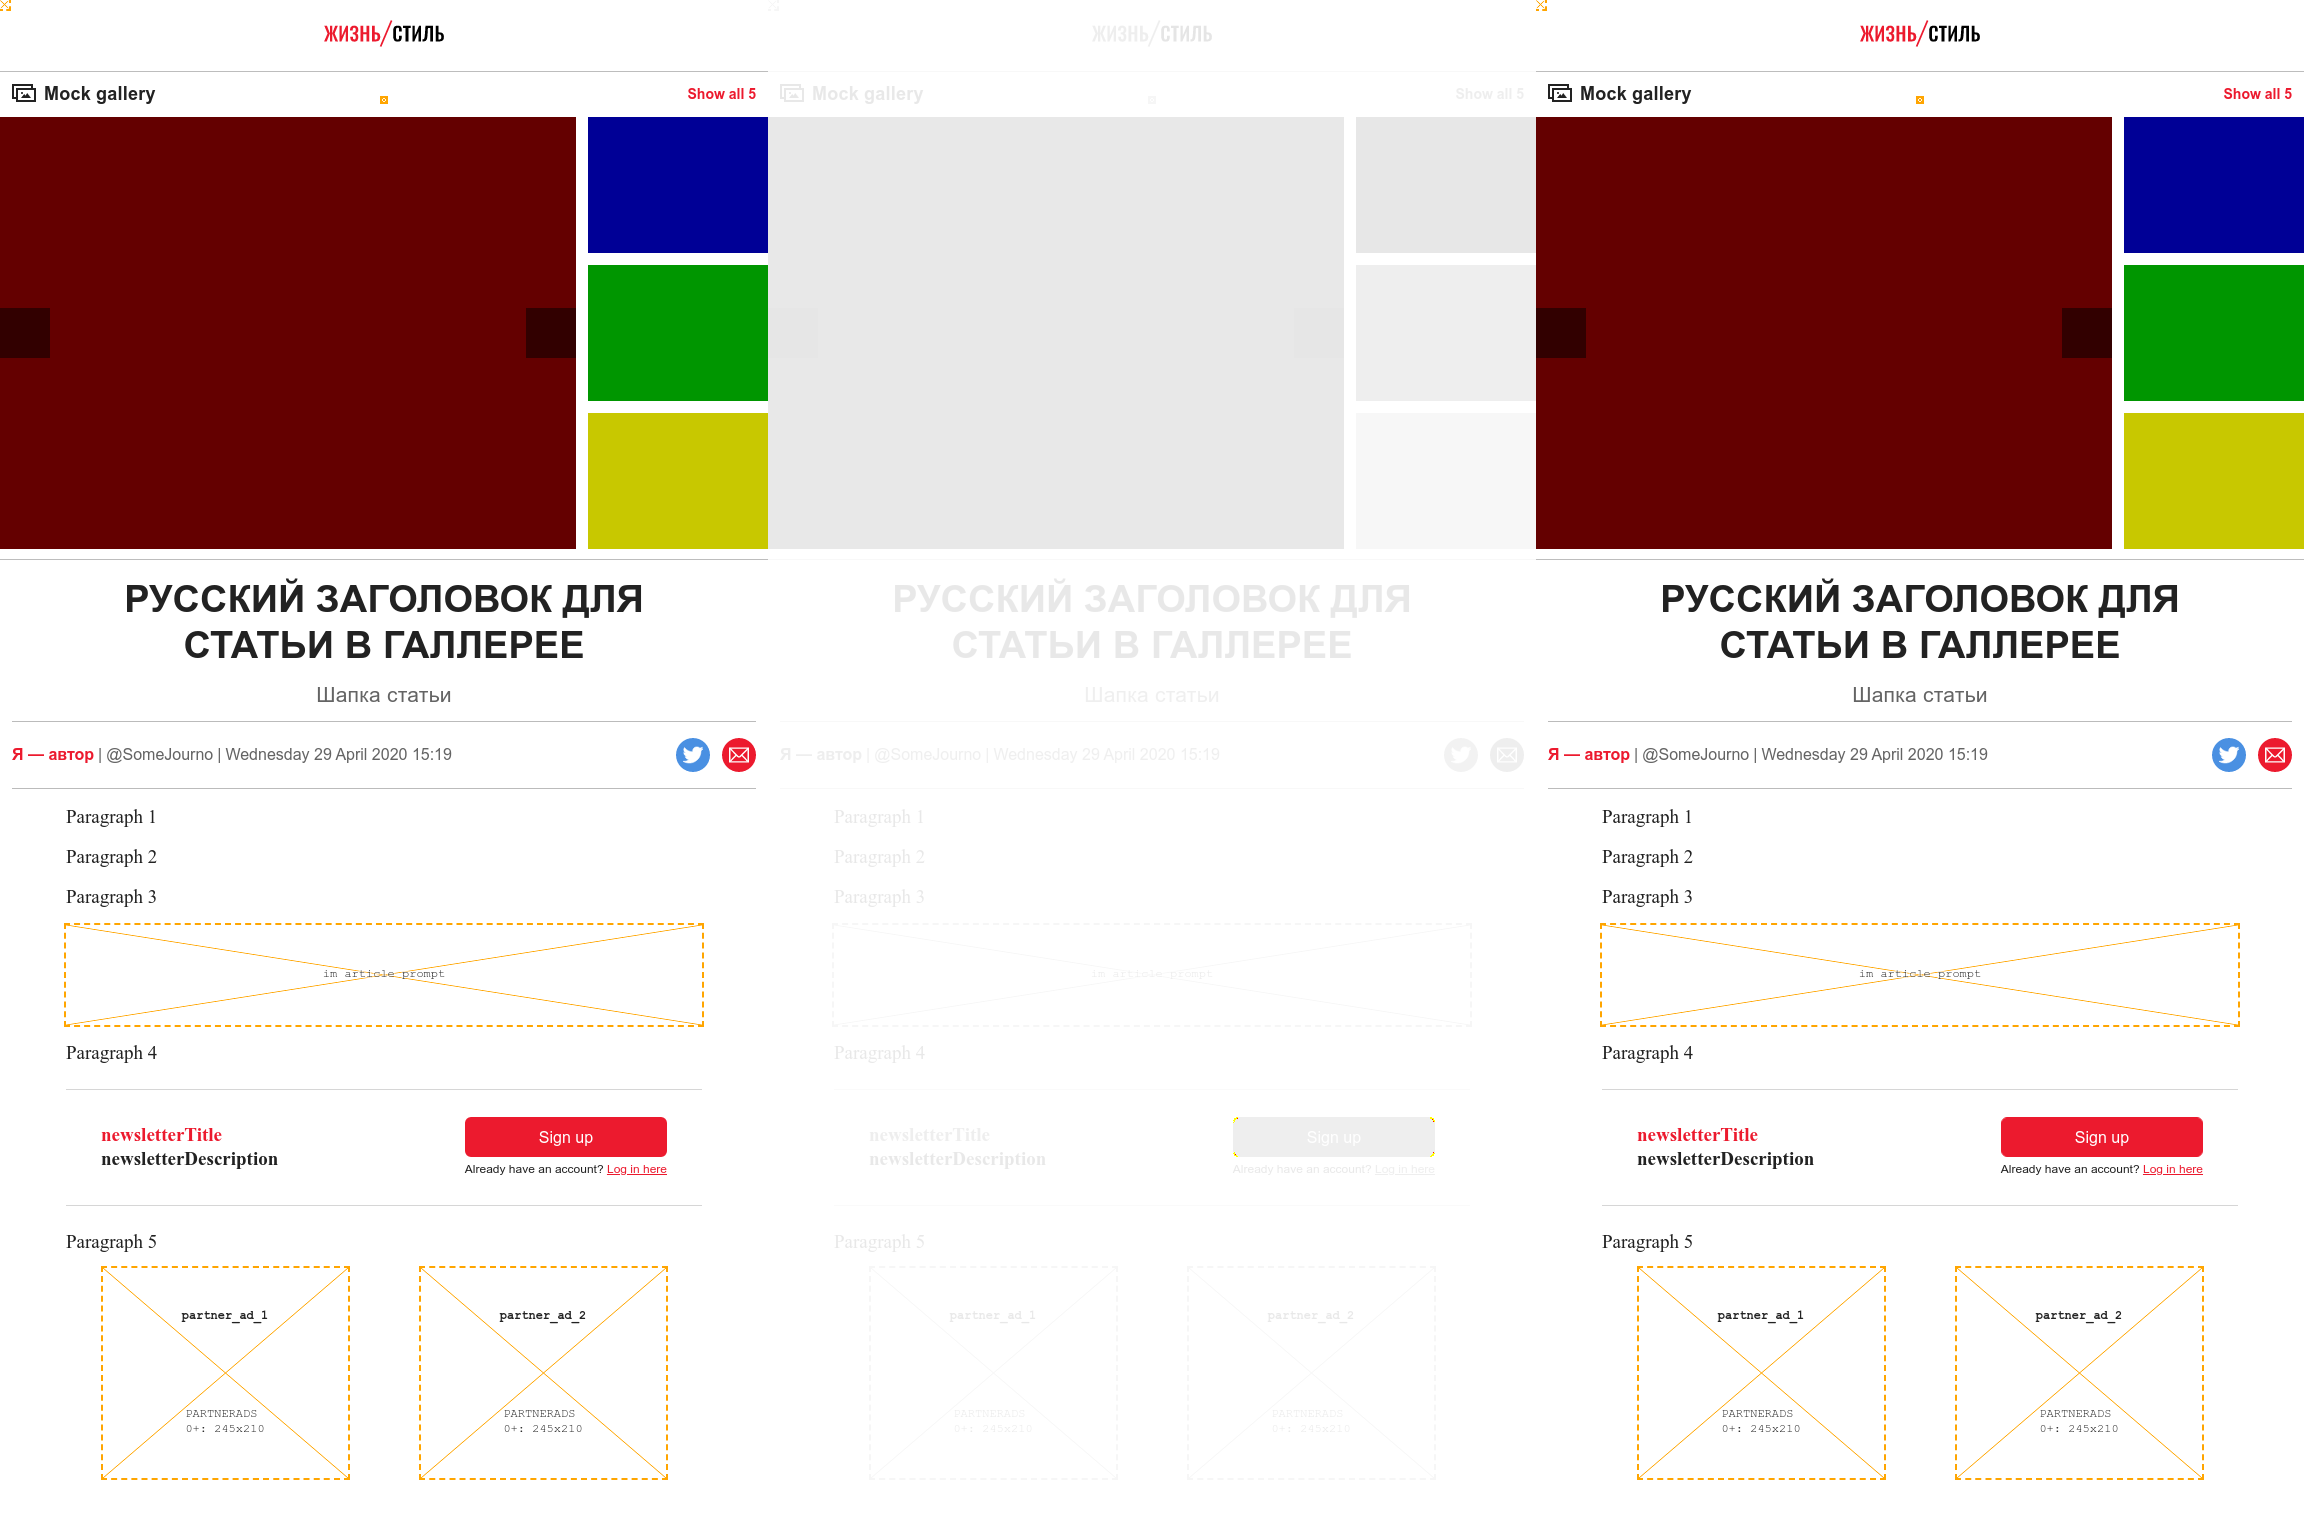 ЖИЗНЬ/СТИЛЬ
Mock gallery
Show all 5
РУССКИЙ ЗАГОЛОВОК ДЛЯ
СТАТЬИ В ГАЛЛЕРЕЕ
Шапка статьи
Я — автор | @SomeJourno | Wednesday 29 April 2020 15:19
Paragraph 1
Paragraph 2
Paragraph 3
im article prompt
Paragraph 4
newsletterTitle
newsletterDescription
Sign up
Already have an account? Log in here
Paragraph 5
partner_ad_1
PARTNERADS
0+: 245x210
partner_ad_2
PARTNERADS
0+: 245x210
ЖИЗНЬ/СТИЛЬ
Mock gallery
Show all 5
РУССКИЙ ЗАГОЛОВОК ДЛЯ
СТАТЬИ В ГАЛЛЕРЕЕ
Шапка статьи
Я — автор | @SomeJourno | Wednesday 29 April 2020 15:19
Paragraph 1
Paragraph 2
Paragraph 3
im article prompt
Paragraph 4
newsletterTitle
newsletterDescription
Sign up
Already have an account? Log in here
Paragraph 5
partner_ad_1
PARTNERADS
0+: 245x210
partner_ad_2
PARTNERADS
0+: 245x210
ЖИЗНЬ/СТИЛЬ
Mock gallery
Show all 5
РУССКИЙ ЗАГОЛОВОК ДЛЯ
СТАТЬИ В ГАЛЛЕРЕЕ
Шапка статьи
Я — автор | @SomeJourno | Wednesday 29 April 2020 15:19
Paragraph 1
Paragraph 2
Paragraph 3
im article prompt
Paragraph 4
newsletterTitle
newsletterDescription
Sign up
Already have an account? Log in here
Paragraph 5
partner_ad_1
PARTNERADS
0+: 245x210
partner_ad_2
PARTNERADS
0+: 245x210